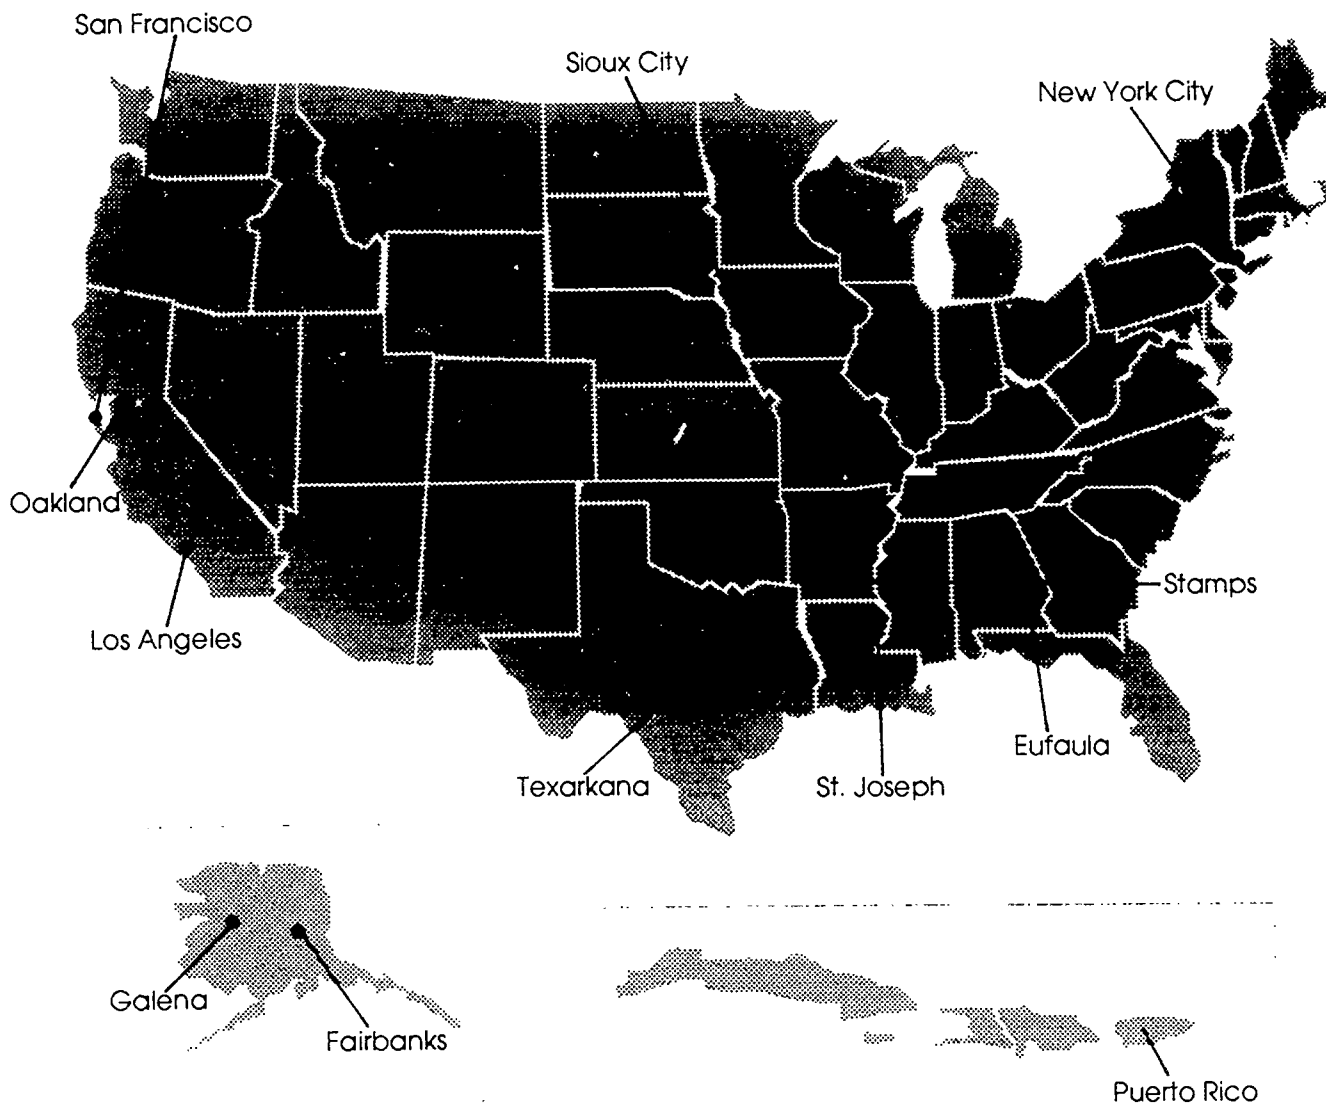 San Francisco
Sioux City
New York City
Oakland
Stamps
Los Angeles
Eufaula
Texarkana
St. Joseph
Galena
Fairbanks
Puerto Rico